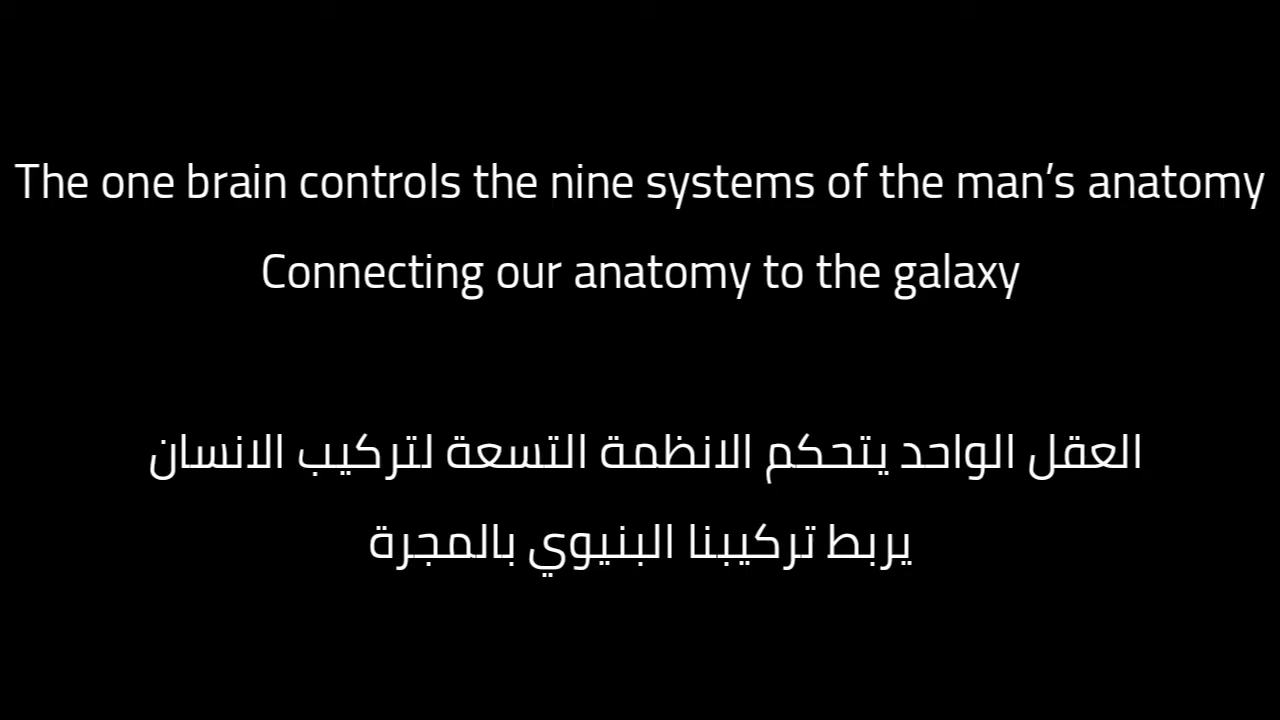 The one brain controls the nine systems of the man’s anatomy
Connecting our anatomy to the galaxy
العقل الواحد يتحكم الانظمة التسعة لتركيب الانسان
يربط تركيبنا البنيوي بالمجرة